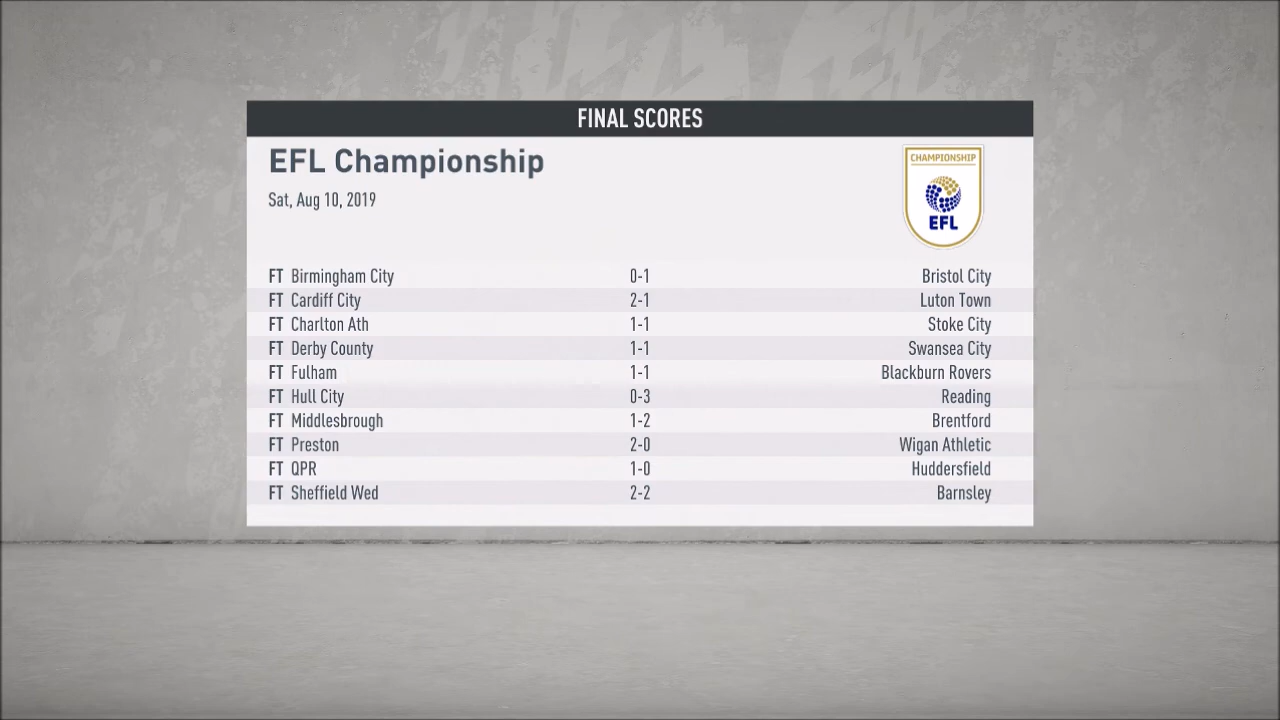 FINAL SCORES
EFL Championship
CHAMPIONSHIP
Sat, Aug 10, 2019
EFL
FT Birmingham City 0-1 Bristol City
FT Cardiff City 2-1 Luton Town
FT Charlton Ath 1-1 Stoke City
FT Derby County 1-1 Swansea City
FT Fulham 1-1 Blackburn Rovers
FT Hull City 0-3 Reading
FT Middlesbrough 1-2 Brentford
FT Preston 2-0 Wigan Athletic
FT QPR 1-0 Huddersfield
FT Sheffield Wed 2-2 Barnsley